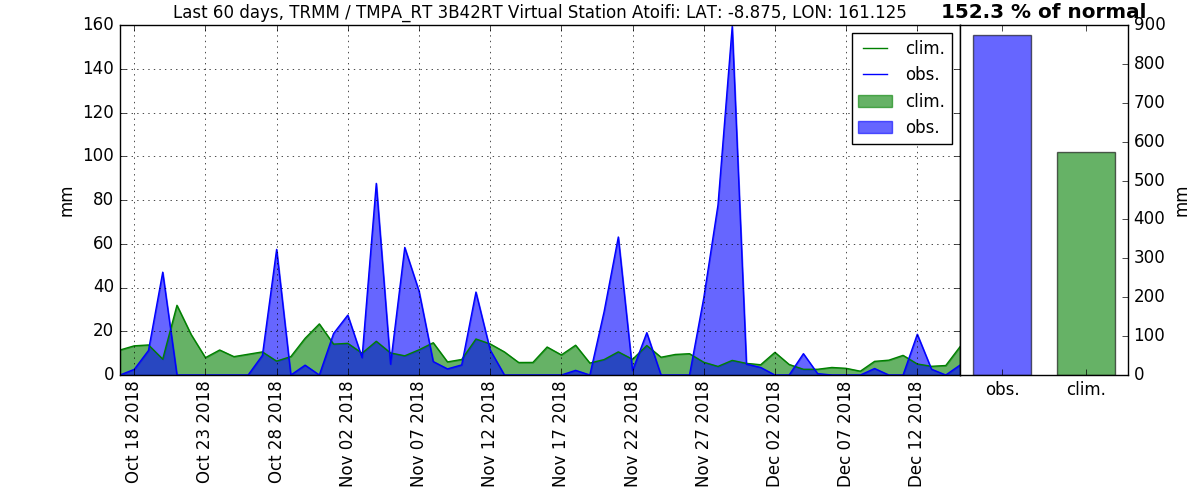 Last 60 days, TRMM / TMPA_RT 3B42RT Virtual Station Atoifi: LAT: -8.875, LON: 161.125
152.3 % of normal
160
140
120
100
80
60
40
20
0
mm
clim.
obs.
clim.
obs.
Oct 18 2018
Oct 23 2018
Oct 28 2018
Nov 02 2018
Nov 07 2018
Nov 12 2018
Nov 17 2018
Nov 22 2018
Nov 27 2018
Dec 02 2018
Dec 07 2018
Dec 12 2018
900
800
700
600
500
400
300
200
100
0
mm
obs.
clim.